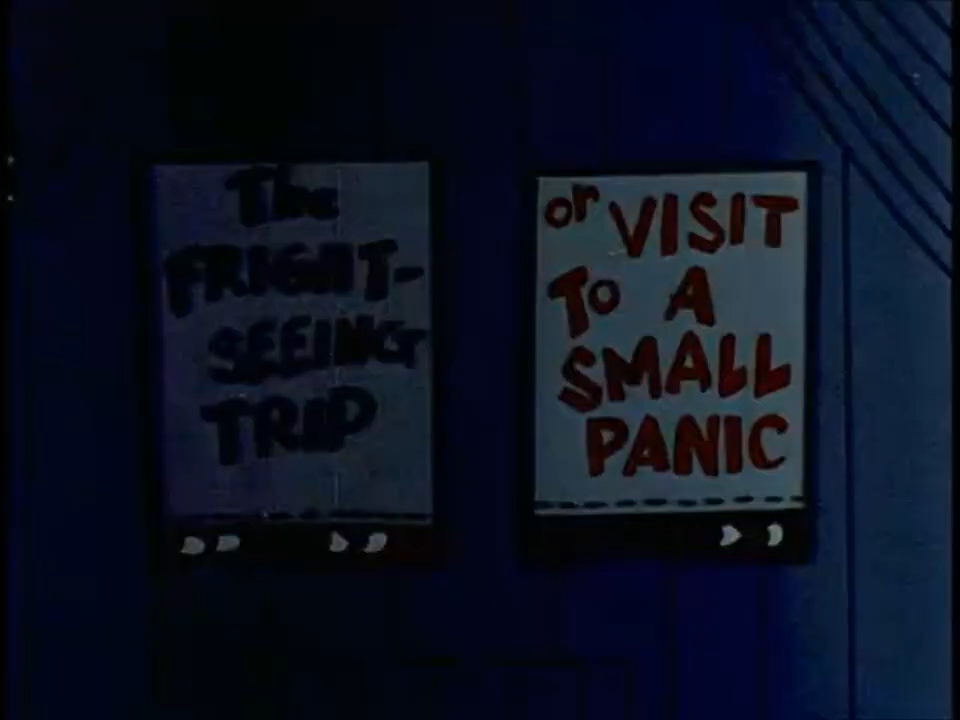 The
FRIGHT-
SEEING
TRIP
or VISIT
TO A
SMALL
PANIC